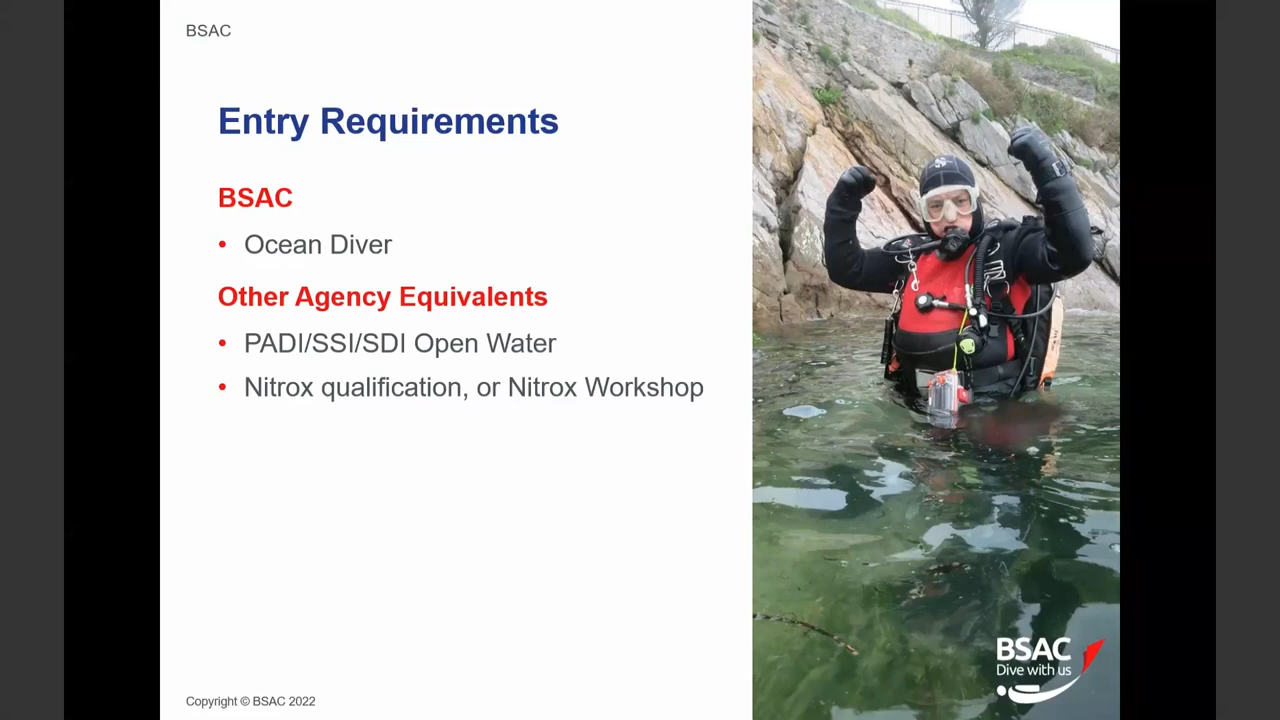 BSAC
Entry Requirements
BSAC
• Ocean Diver
Other Agency Equivalents
• PADI/SSI/SDI Open Water
• Nitrox qualification, or Nitrox Workshop
BSAC
Dive with us
Copyright © BSAC 2022